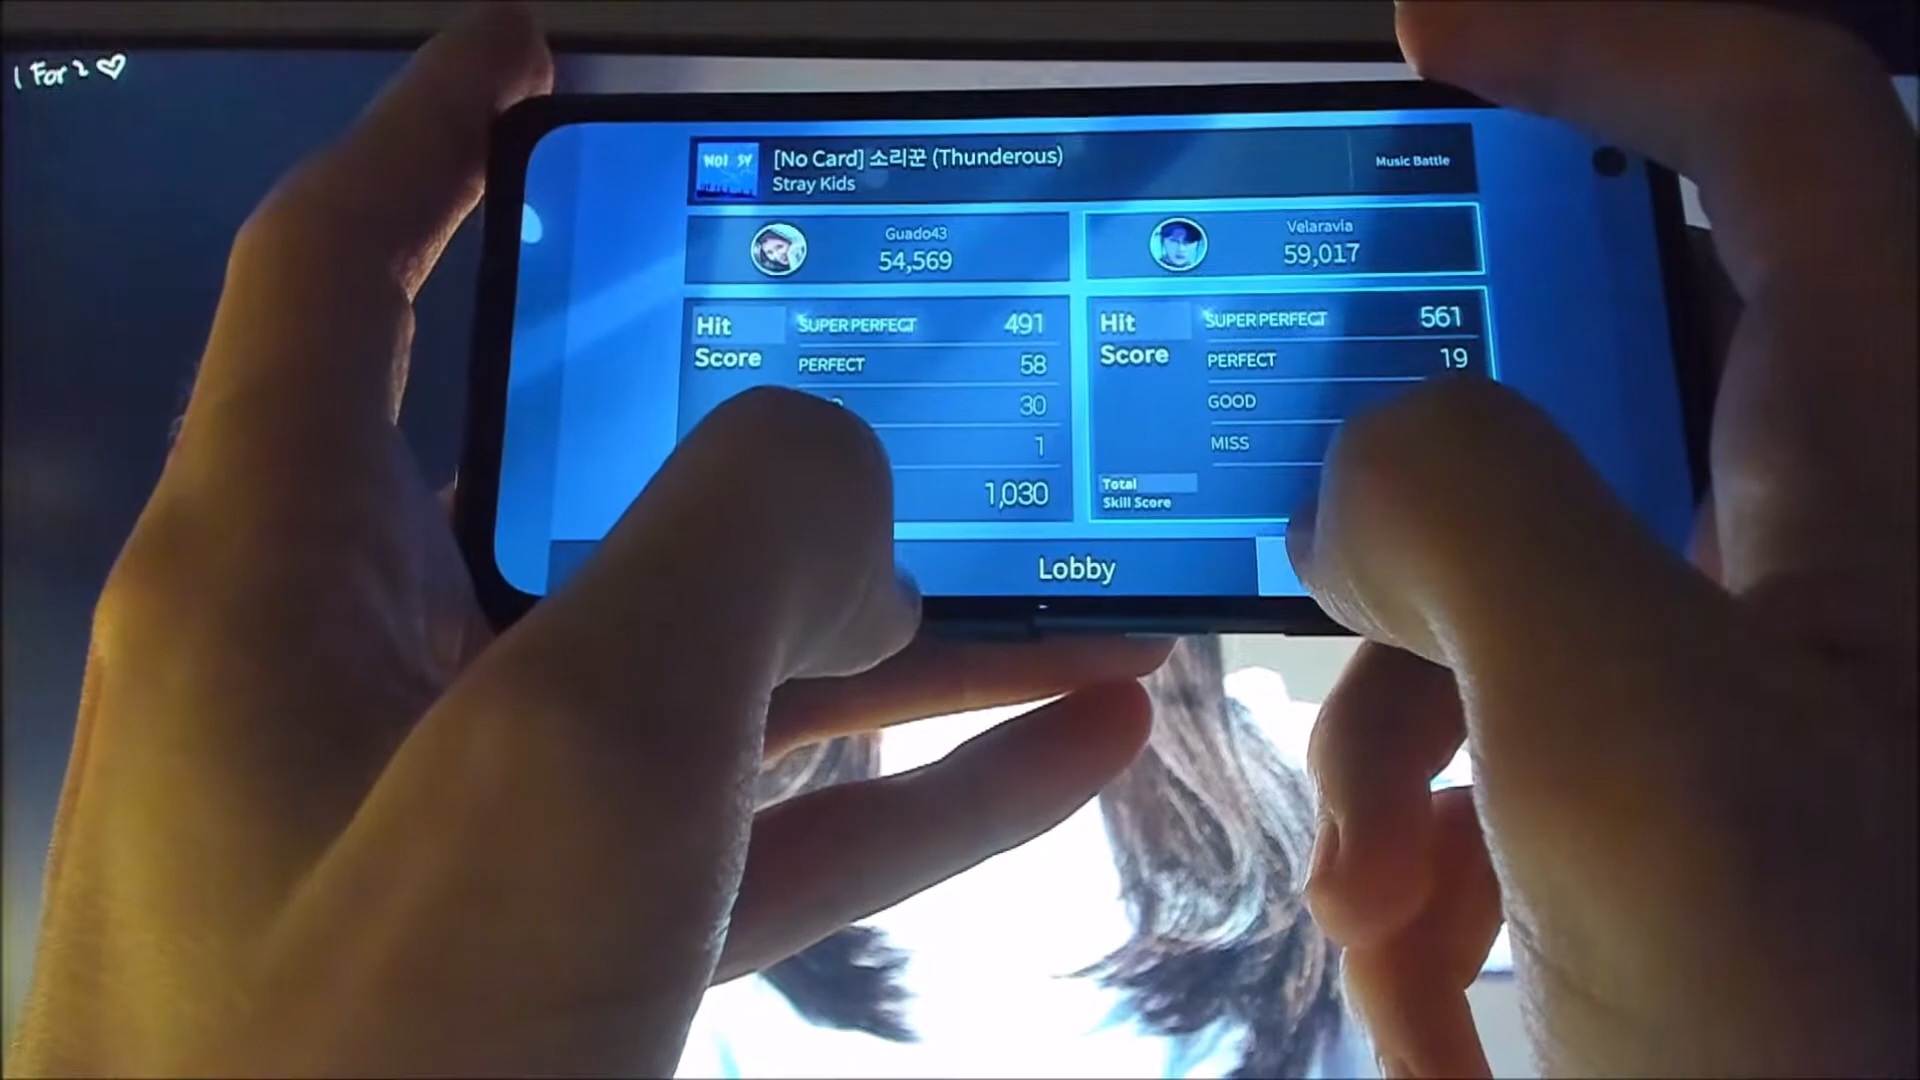 1 For 2 ♡
NOI SY
[No Card] 소리꾼 (Thunderous)
Stray Kids
Music Battle
Guado43
54,569
Velaravia
59,017
Hit
Score
SUPER PERFECT 491
PERFECT 58
30
1
1,030
Hit
Score
SUPER PERFECT 561
PERFECT 19
GOOD
MISS
Total
Skill Score
Lobby